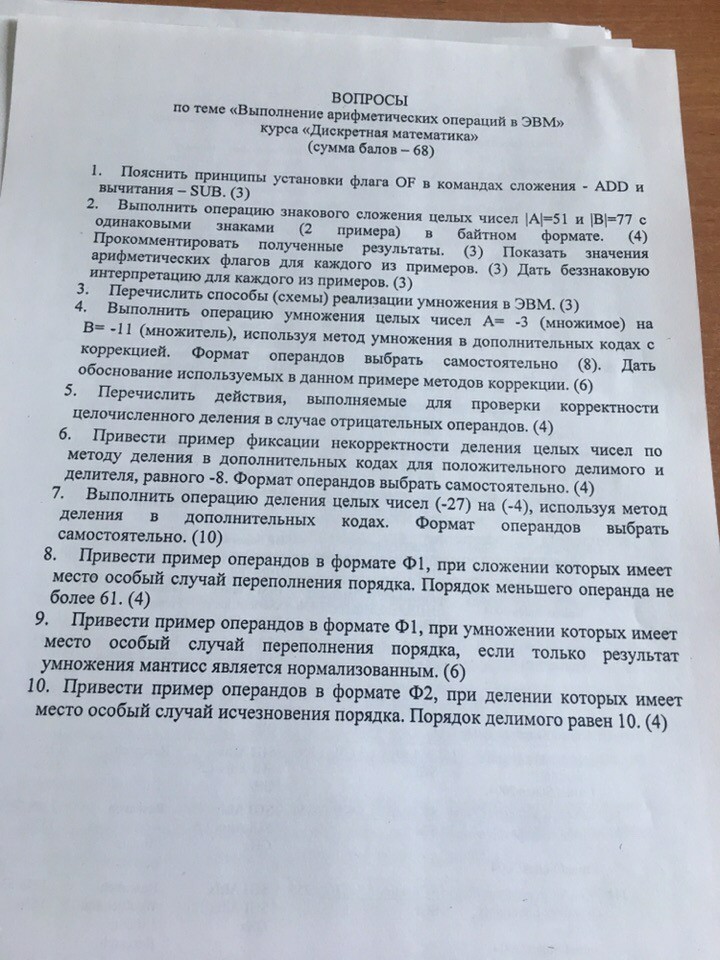 ВОПРОСЫ
по теме «Выполнение арифметических операций в ЭВМ»
курса «Дискретная математика»
(сумма балов – 68)
1. Пояснить принципы установки флага OF в командах сложения - ADD и
вычитания – SUB. (3)
2. Выполнить операцию знакового сложения целых чисел |A|=51 и |B|=77 с
одинаковыми знаками (2 примера) в байтном формате. (4)
Прокомментировать полученные результаты. (3) Показать значения
арифметических флагов для каждого из примеров. (3) Дать беззнаковую
интерпретацию для каждого из примеров. (3)
3. Перечислить способы (схемы) реализации умножения в ЭВМ. (3)
4. Выполнить операцию умножения целых чисел A= -3 (множимое) на
B= -11 (множитель), используя метод умножения в дополнительных кодах с
коррекцией. Формат операндов выбрать самостоятельно (8). Дать
обоснование используемых в данном примере методов коррекции. (6)
5. Перечислить действия, выполняемые для проверки корректности
целочисленного деления в случае отрицательных операндов. (4)
6. Привести пример фиксации некорректности деления целых чисел по
методу деления в дополнительных кодах для положительного делимого и
делителя, равного -8. Формат операндов выбрать самостоятельно. (4)
7. Выполнить операцию деления целых чисел (-27) на (-4), используя метод
деления в дополнительных кодах. Формат операндов выбрать
самостоятельно. (10)
8. Привести пример операндов в формате Ф1, при сложении которых имеет
место особый случай переполнения порядка. Порядок меньшего операнда не
более 61. (4)
9. Привести пример операндов в формате Ф1, при умножении которых имеет
место особый случай переполнения порядка, если только результат
умножения мантисс является нормализованным. (6)
10. Привести пример операндов в формате Ф2, при делении которых имеет
место особый случай исчезновения порядка. Порядок делимого равен 10. (4)